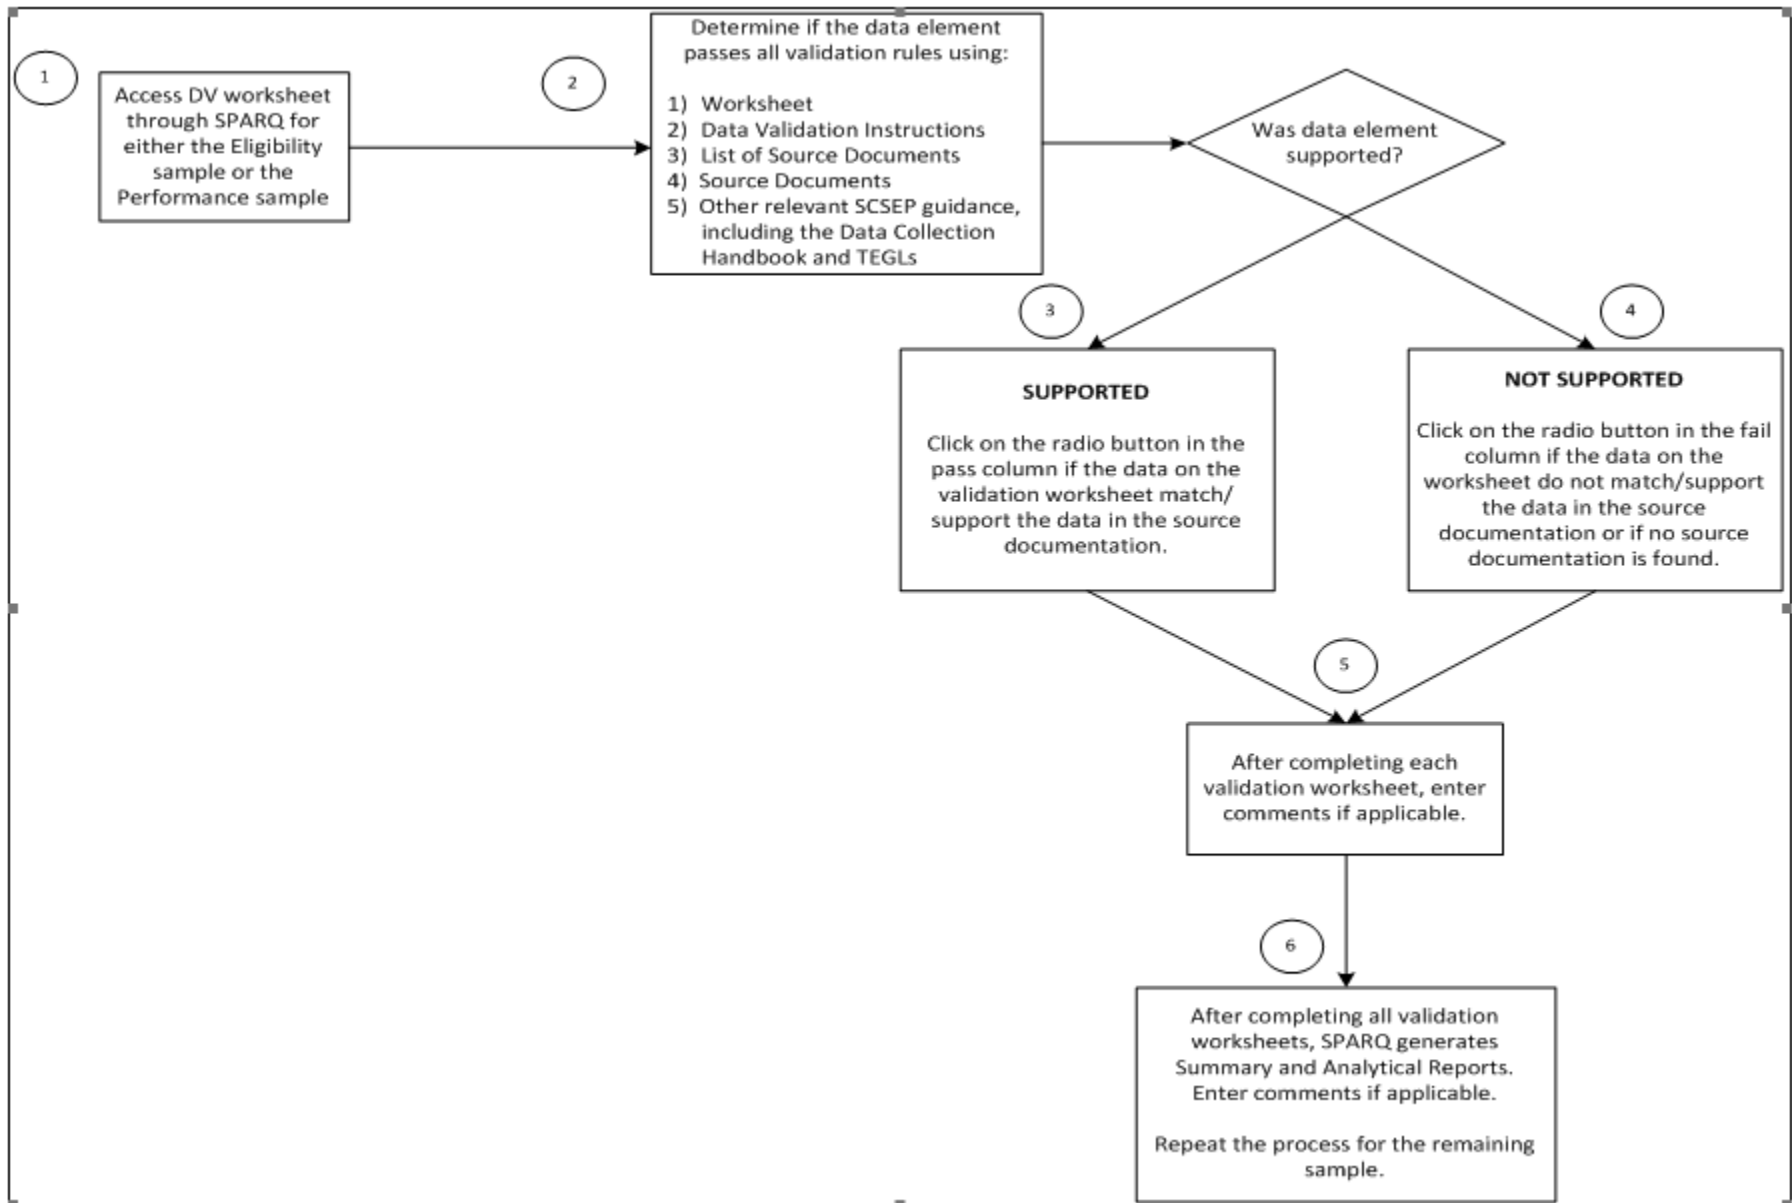 1
Access DV worksheet
through SPARQ for
either the Eligibility
sample or the
Performance sample
2
Determine if the data element
passes all validation rules using:
1) Worksheet
2) Data Validation Instructions
3) List of Source Documents
4) Source Documents
5) Other relevant SCSEP guidance,
including the Data Collection
Handbook and TEGLs
Was data element
supported?
3
SUPPORTED
Click on the radio button in the
pass column if the data on the
validation worksheet match/
support the data in the source
documentation.
4
NOT SUPPORTED
Click on the radio button in the fail
column if the data on the
worksheet do not match/support
the data in the source
documentation or if no source
documentation is found.
5
After completing each
validation worksheet, enter
comments if applicable.
6
After completing all validation
worksheets, SPARQ generates
Summary and Analytical Reports.
Enter comments if applicable.
Repeat the process for the remaining
sample.